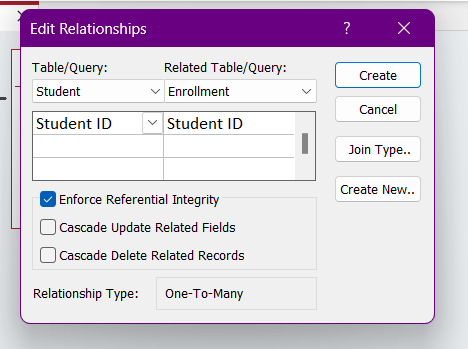 Edit Relationships
?
Table/Query:
Related Table/Query:
Student
Enrollment
Student ID
Student ID
Enforce Referential Integrity
Cascade Update Related Fields
Cascade Delete Related Records
Relationship Type:
One-To-Many
Create
Cancel
Join Type..
Create New..